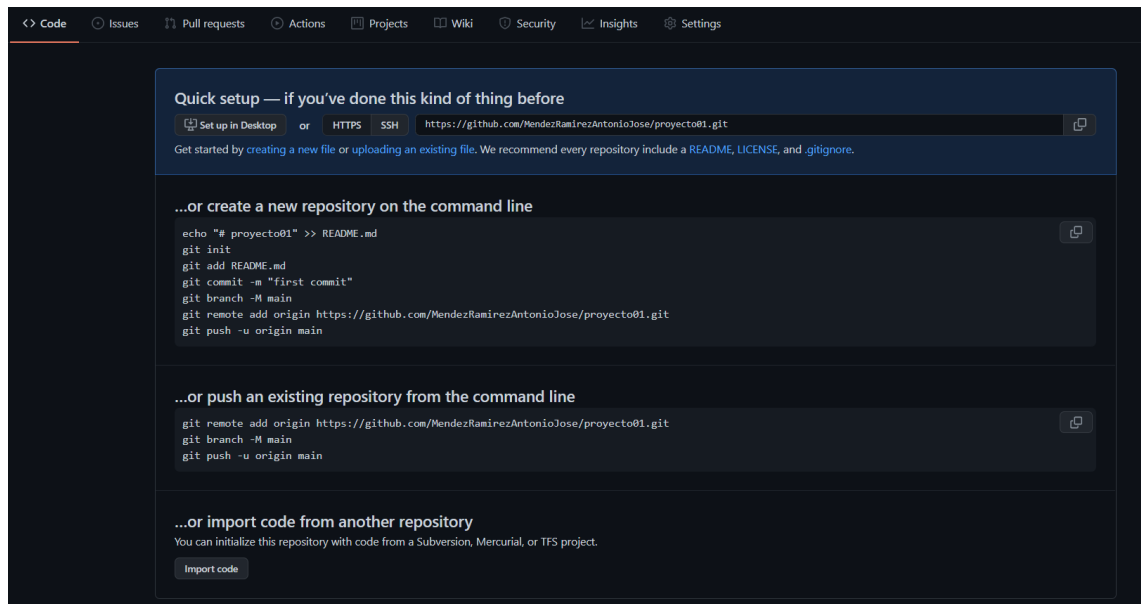 <> Code Issues Pull requests Actions Projects Wiki Security Insights Settings
Quick setup — if you've done this kind of thing before
Set up in Desktop or HTTPS SSH https://github.com/MendezRamirezAntonioJose/proyecto01.git
Get started by creating a new file or uploading an existing file. We recommend every repository include a README, LICENSE, and .gitignore.
...or create a new repository on the command line
echo "# proyecto01" >> README.md
git init
git add README.md
git commit -m "first commit"
git branch -M main
git remote add origin https://github.com/MendezRamirezAntonioJose/proyecto01.git
git push -u origin main
...or push an existing repository from the command line
git remote add origin https://github.com/MendezRamirezAntonioJose/proyecto01.git
git branch -M main
git push -u origin main
...or import code from another repository
You can initialize this repository with code from a Subversion, Mercurial, or TFS project.
Import code